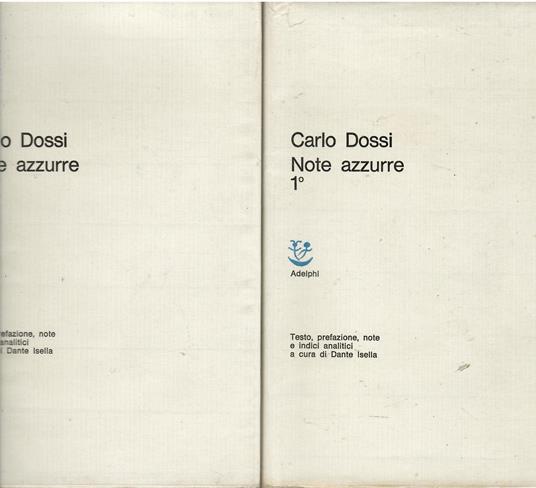 o Dossi
e azzurre
refazione, note
analitici
i Dante Isella
Carlo Dossi
Note azzurre
1°
Adelphi
Testo, prefazione, note
e indici analitici
a cura di Dante Isella